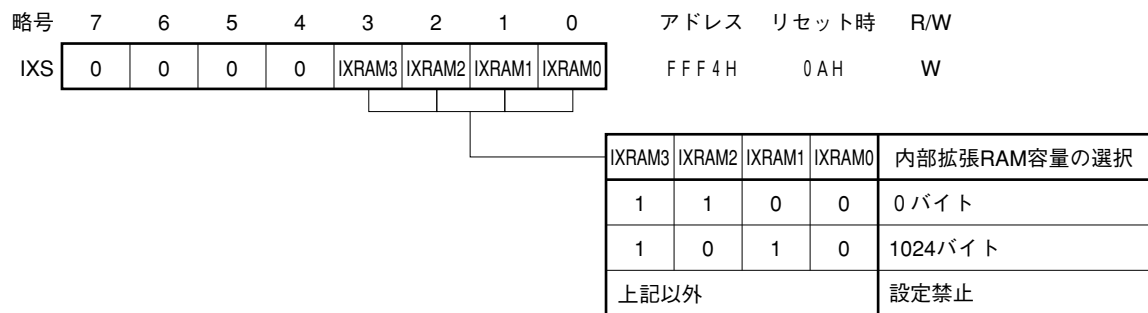 略号 7 6 5 4 3 2 1 0 アドレス リセット時 R/W
IXS 0 0 0 0 IXRAM3 IXRAM2 IXRAM1 IXRAM0 FFF4H 0AH W
IXRAM3 IXRAM2 IXRAM1 IXRAM0 内部拡張RAM容量の選択
1 1 0 0 0バイト
1 0 1 0 1024バイト
上記以外 設定禁止